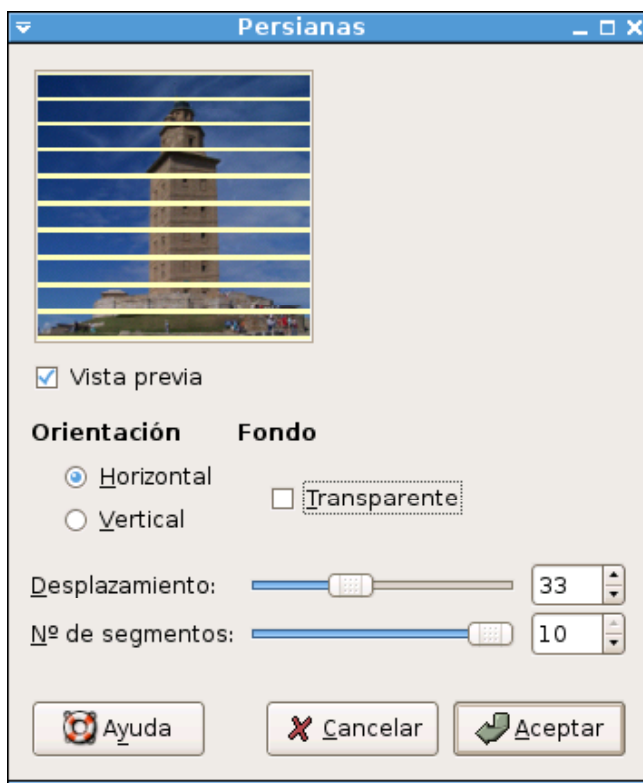 Persianas
Vista previa
Orientación Fondo
Horizontal
Transparente
Vertical
Desplazamiento: 33
Nº de segmentos: 10
Ayuda Cancelar Aceptar